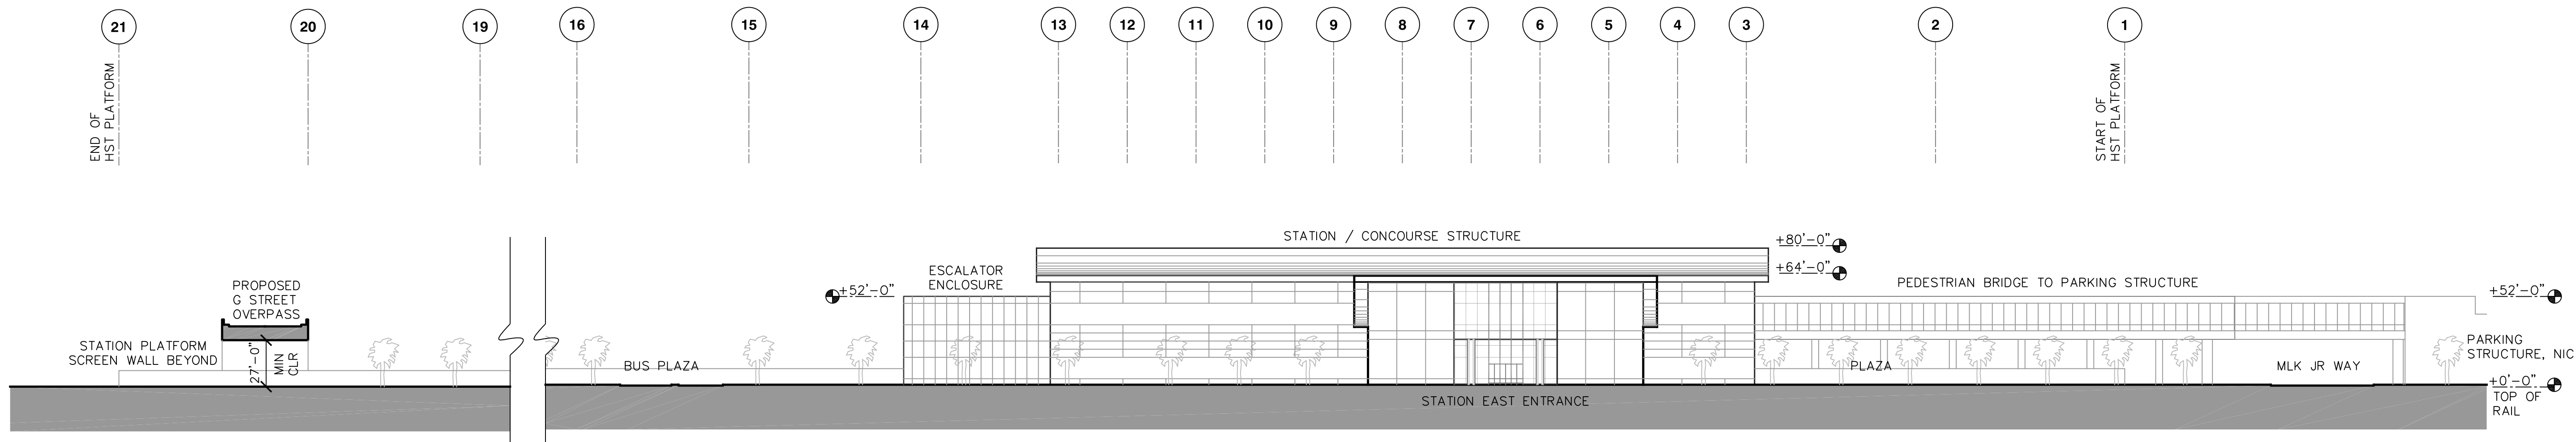 21
20
19
16
15
14
13
12
11
10
9
8
7
6
5
4
3
2
1
END OF
HST PLATFORM
START OF
HST PLATFORM
STATION / CONCOURSE STRUCTURE
+80'-0"
+64'-0"
ESCALATOR
ENCLOSURE
+52'-0"
PEDESTRIAN BRIDGE TO PARKING STRUCTURE
+52'-0"
PROPOSED
G STREET
OVERPASS
STATION PLATFORM
SCREEN WALL BEYOND
27'-0"
MIN
CLR
BUS PLAZA
PLAZA
MLK JR WAY
PARKING
STRUCTURE, NIC
+0'-0"
TOP OF
RAIL
STATION EAST ENTRANCE